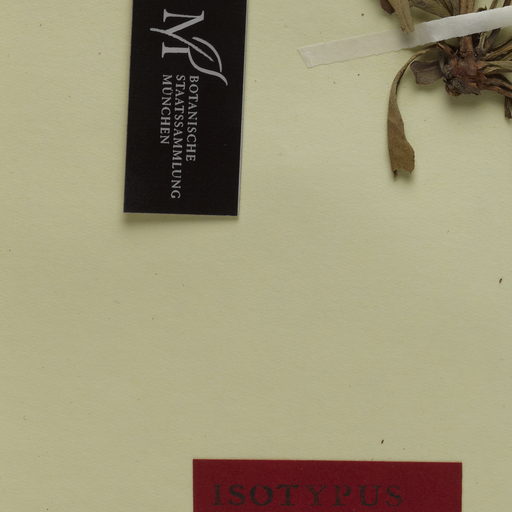 M
BOTANISCHE
STAATSSAMMLUNG
MÜNCHEN
ISOTYPUS